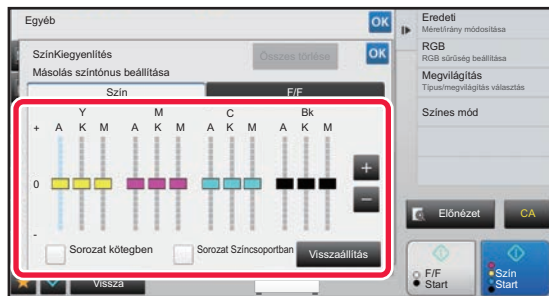 Egyéb
OK
SzínKiegyenlítés
Összes törlése
OK
Másolás színtónus beállítása
Szín
F/F
Y M C Bk
+ A K M A K M C K M A K M
0
+
−
-
Sorozat kötegben
Sorozat Színcsoportban
Visszaállítás
Vissza
Eredeti
Méret/irány módosítása
RGB
RGB sűrűség beállítása
Megvilágítás
Típus/megvilágítás választás
Színes mód
Előnézet
CA
F/F
Start
Szín
Start